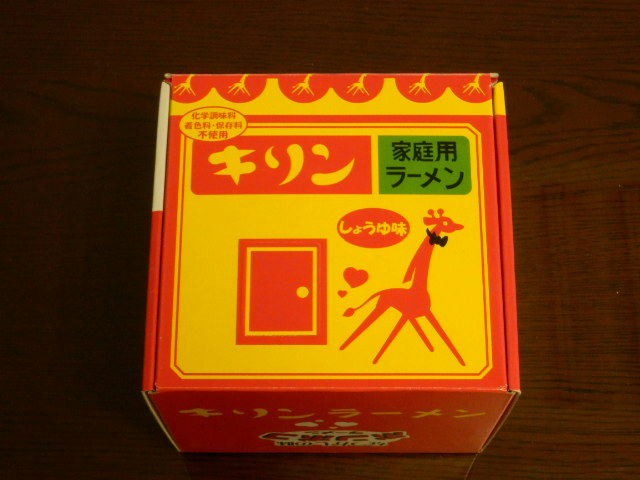 化学調味料
着色料・保存料
不使用
キリン
家庭用
ラーメン
しょうゆ味
キリンラーメン